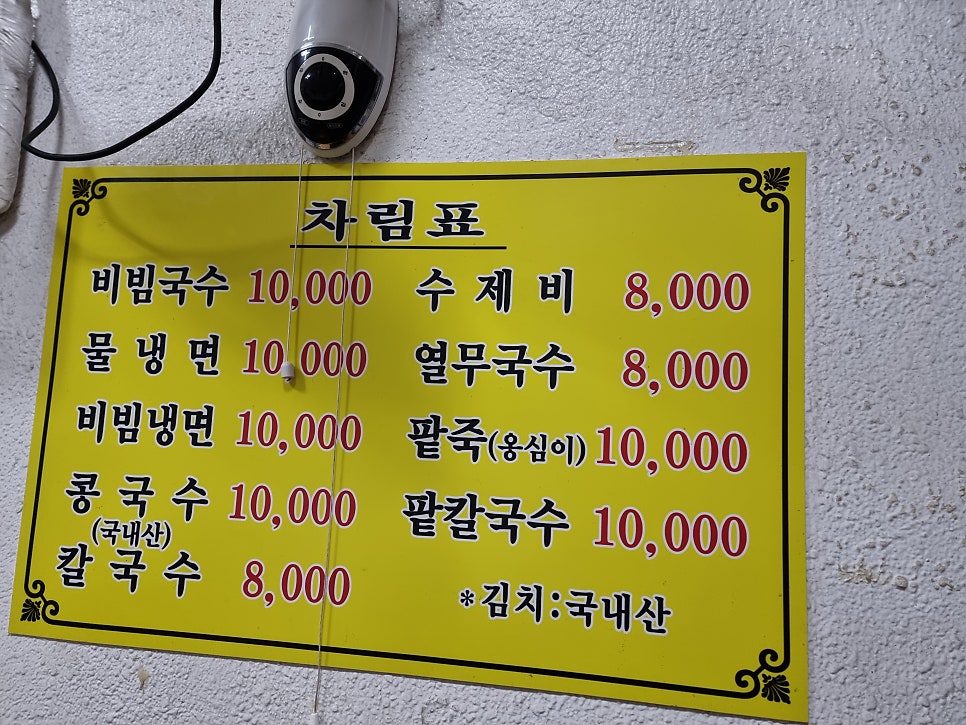 차림표
비빔국수 10,000
물냉면 10,000
비빔냉면 10,000
콩국수 10,000
(국내산)
칼국수 8,000
수제비 8,000
열무국수 8,000
팥죽(옹심이) 10,000
팥칼국수 10,000
*김치:국내산